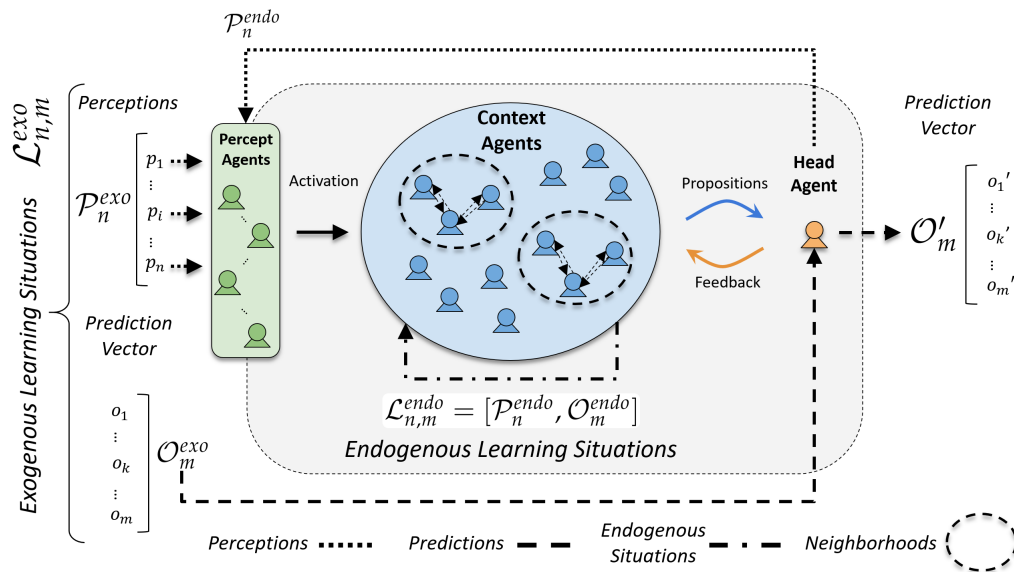 𝒫ₙᵉⁿᵈᵒ
Exogenous Learning Situations
ℒₙ,ₘᵉˣᵒ
Perceptions
𝒫ₙᵉˣᵒ
p₁
...
pᵢ
...
pₙ
Prediction
Vector
o₁
...
oₖ
...
oₘ
𝒪ₘᵉˣᵒ
Percept
Agents
Activation
Context
Agents
Propositions
Feedback
Head
Agent
ℒₙ,ₘᵉⁿᵈᵒ = [𝒫ₙᵉⁿᵈᵒ, 𝒪ₘᵉⁿᵈᵒ]
Endogenous Learning Situations
Prediction
Vector
𝒪ₘ′
o₁′
...
oₖ′
...
oₘ′
Perceptions
Predictions
Endogenous
Situations
Neighborhoods